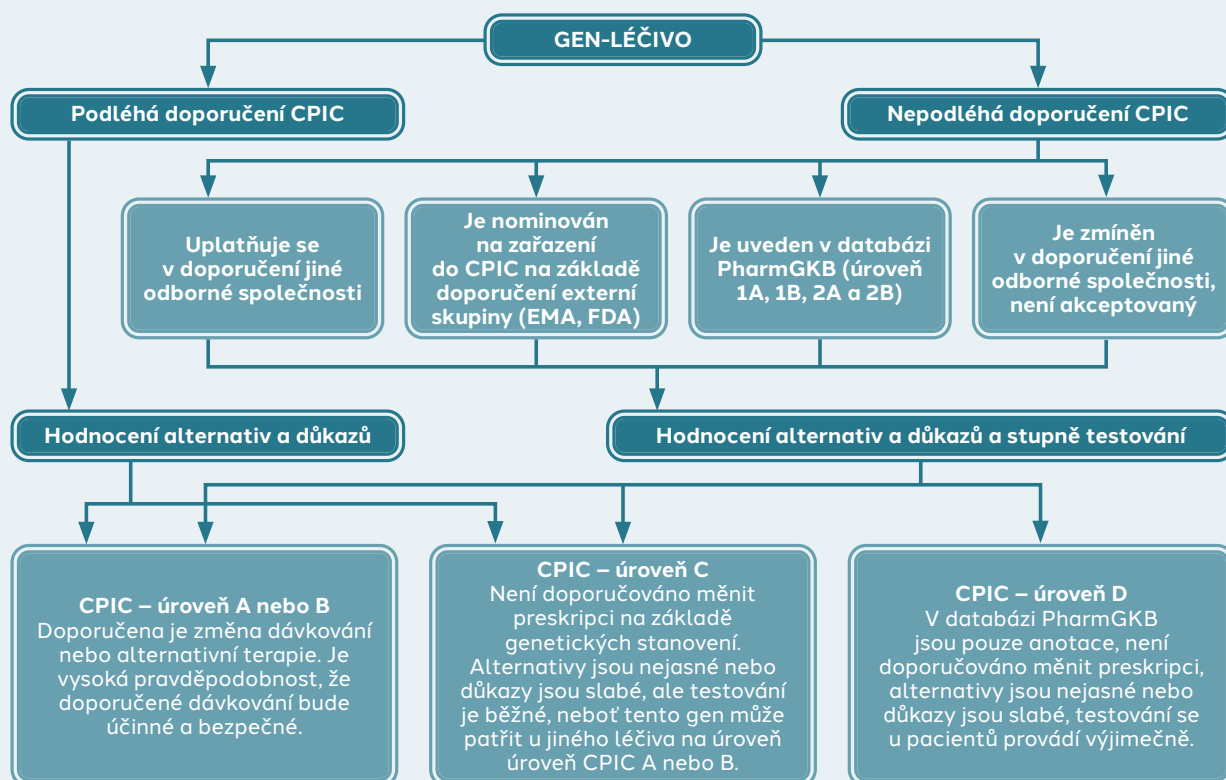 GEN-LÉČIVO
Podléhá doporučení CPIC
Nepodléhá doporučení CPIC
Uplatňuje se
v doporučení jiné
odborné společnosti
Je nominován
na zařazení
do CPIC na základě
doporučení externí
skupiny (EMA, FDA)
Je uveden v databázi
PharmGKB (úroveň
1A, 1B, 2A a 2B)
Je zmíněn
v doporučení jiné
odborné společnosti,
není akceptovaný
Hodnocení alternativ a důkazů
Hodnocení alternativ a důkazů a stupně testování
CPIC – úroveň A nebo B
Doporučena je změna dávkování
nebo alternativní terapie. Je
vysoká pravděpodobnost, že
doporučené dávkování bude
účinné a bezpečné.
CPIC – úroveň C
Není doporučováno měnit
preskripci na základě
genetických stanovení.
Alternativy jsou nejasné nebo
důkazy jsou slabé, ale testování
je běžné, neboť tento gen může
patřit u jiného léčiva na úroveň
úroveň CPIC A nebo B.
CPIC – úroveň D
V databázi PharmGKB
jsou pouze anotace, není
doporučováno měnit preskripci,
alternativy jsou nejasné nebo
důkazy jsou slabé, testování se
u pacientů provádí výjimečně.